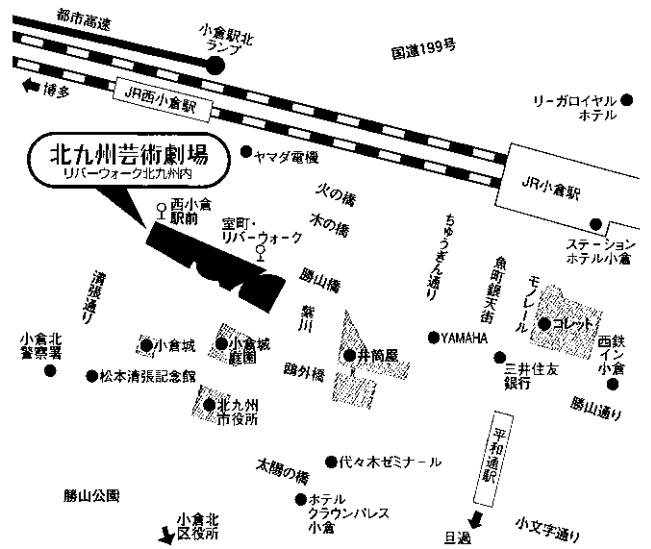 都市高速
小倉駅北
ランプ
国道199号
博多
JR西小倉駅
リーガロイヤル
ホテル
北九州芸術劇場
リバーウォーク北九州内
ヤマダ電機
JR小倉駅
火の橋
西小倉
駅前
室町・
リバーウォーク
木の橋
ちゅうぎん通り
ステーション
ホテル小倉
魚町銀天街
モノレール
清張通り
勝山橋
紫川
コレット
小倉北
警察署
小倉城
小倉城
庭園
井筒屋
YAMAHA
西鉄
イン
小倉
三井住友
銀行
松本清張記念館
鴎外橋
勝山通り
北九州
市役所
平和通駅
太陽の橋
代々木ゼミナール
勝山公園
ホテル
クラウンパレス
小倉
小倉北
区役所
旦過
小文字通り